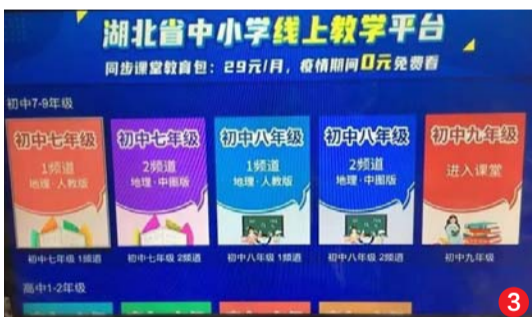 湖北省中小学线上教学平台
同步课堂教育包：29元/月，疫情期间0元免费看
初中7-9年级
初中七年级
1频道
地理·人教版
初中七年级
2频道
地理·中图版
初中八年级
1频道
地理·人教版
初中八年级
2频道
地理·中图版
初中九年级
进入课堂
初中七年级 1频道
初中七年级 2频道
初中八年级 1频道
初中八年级 2频道
初中九年级
高中1-2年级
3